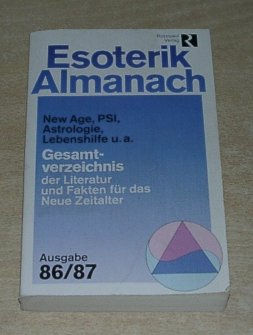 Verlag
R
Esoterik
Almanach
New Age, PSI,
Astrologie,
Lebenshilfe u. a.
Gesamt-
verzeichnis
der Literatur
und Fakten für das
Neue Zeitalter
Ausgabe
86/87